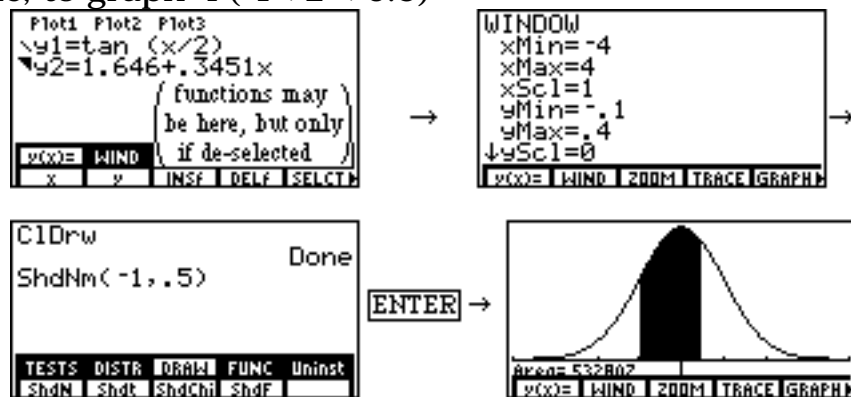 Plot1 Plot2 Plot3
\y1=tan (x/2)
◥y2=1.646+.3451x
functions may
be here, but only
if de-selected
y(x)= WIND
x y INSf DELf SELCT▶
→
WINDOW
xMin=-4
xMax=4
xScl=1
yMin=-.1
yMax=.4
↓yScl=0
y(x)= WIND ZOOM TRACE GRAPH▶
→
ClDrw
Done
ShdNm(-1,.5)
TESTS DISTR DRAW FUNC Uninst
ShdN Shdt ShdChi ShdF
ENTER →
Area=.532807
y(x)= WIND ZOOM TRACE GRAPH▶